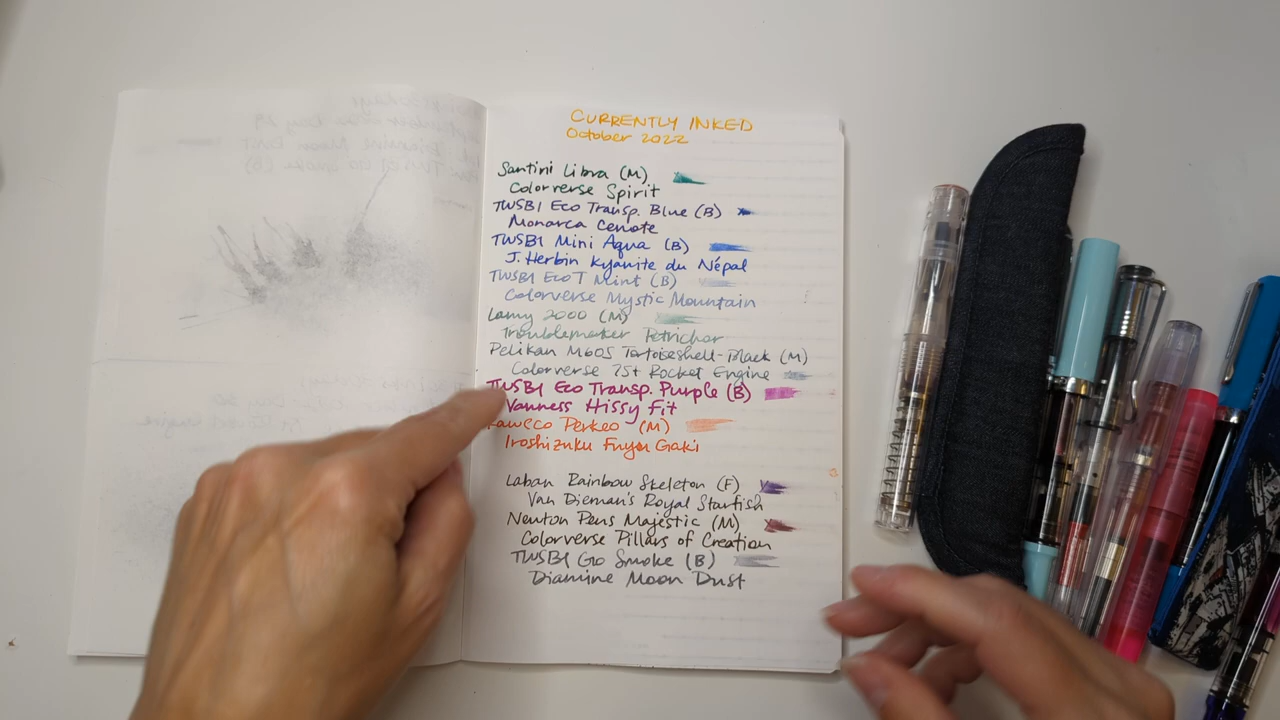 CURRENTLY INKED
October 2022
Santini Libra (M)
Colorverse Spirit
TWSBI Eco Transp. Blue (B)
Monarca Cenote
TWSBI Mini Aqua (B)
J. Herbin Kyanite du Népal
TWSBI Eco T Mint (B)
Colorverse Mystic Mountain
Lamy 2000 (M)
Troublemaker Petrichor
Pelikan M605 Tortoiseshell-Black (M)
Colorverse 75+ Rocket Engine
TWSBI Eco Transp. Purple (B)
Vanness Hissy Fit
Kaweco Perkeo (M)
Iroshizuku Fuyu Gaki
Laban Rainbow Skeleton (F)
Van Dieman's Royal Starfish
Newton Pens Majestic (M)
Colorverse Pillars of Creation
TWSBI Go Smoke (B)
Diamine Moon Dust